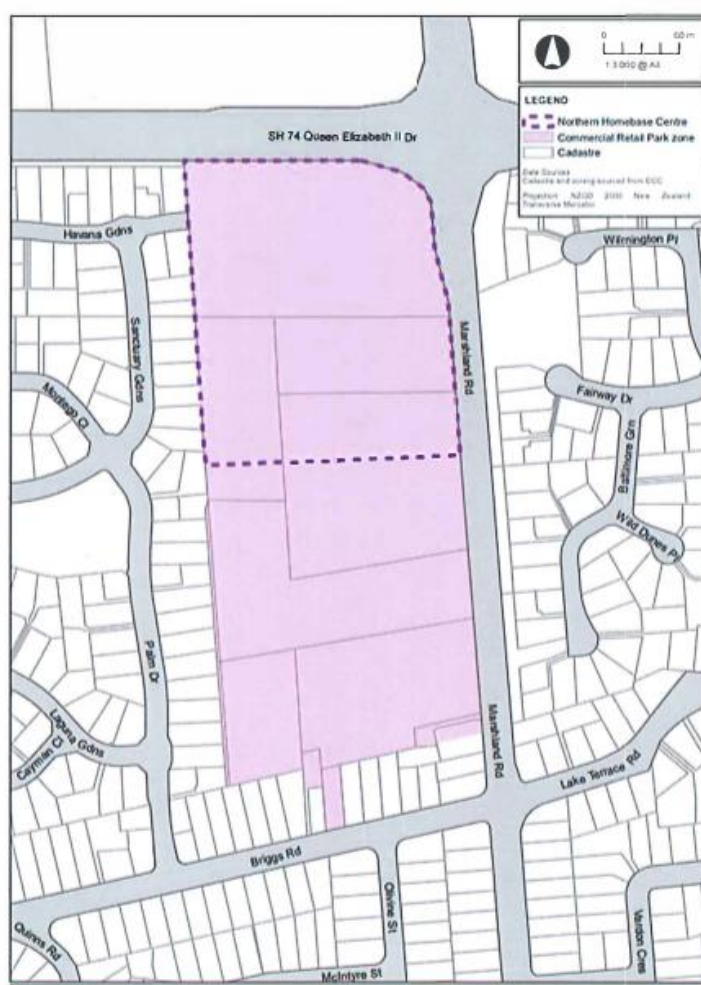 0 60 m
1:3,000 @ A4
LEGEND
Northern Homebase Centre
Commercial Retail Park zone
Cadastre
Data Sources
Cadastre and zoning sourced from CCC
Projection: NZGD 2000 New Zealand
Transverse Mercator
SH 74 Queen Elizabeth II Dr
Havana Gdns
Wilmington Pl
Sanctuary Gdns
Marshland Rd
Montego Cl
Fairway Dr
Baltimore Grn
Wild Dunes Pl
Palm Dr
Laguna Gdns
Cayman Cl
Marshland Rd
Lake Terrace Rd
Briggs Rd
Olivine St
Vardon Cres
Quinns Rd
McIntyre St